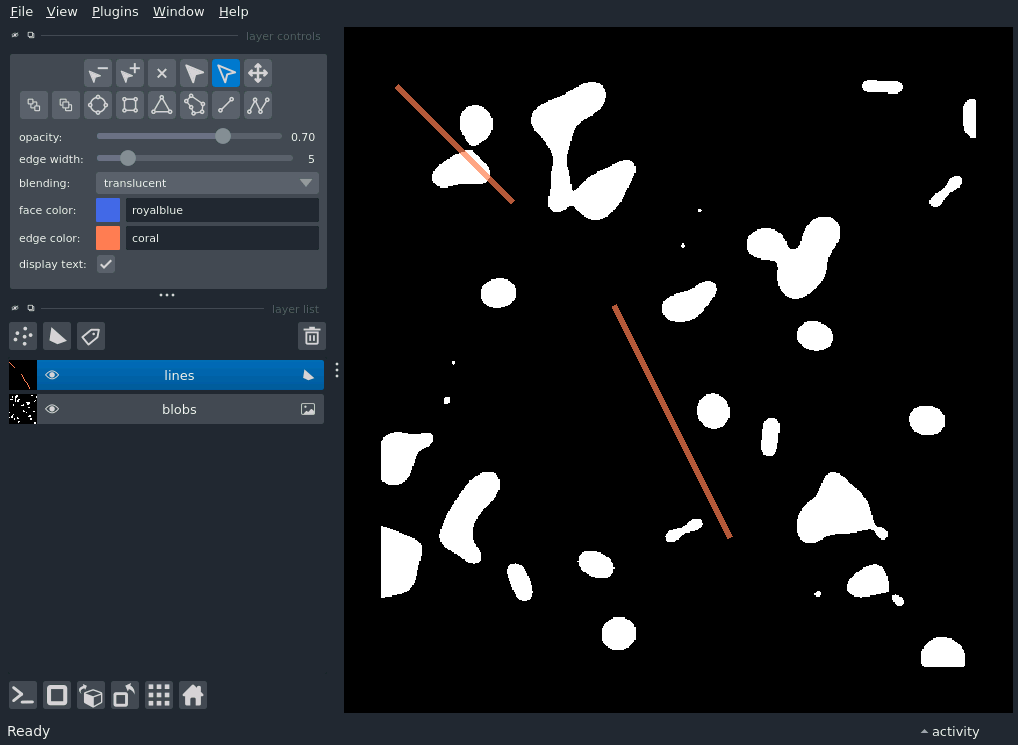 File View Plugins Window Help
layer controls
opacity: 0.70
edge width: 5
blending: translucent
face color: royalblue
edge color: coral
display text:
layer list
lines
blobs
Ready
activity